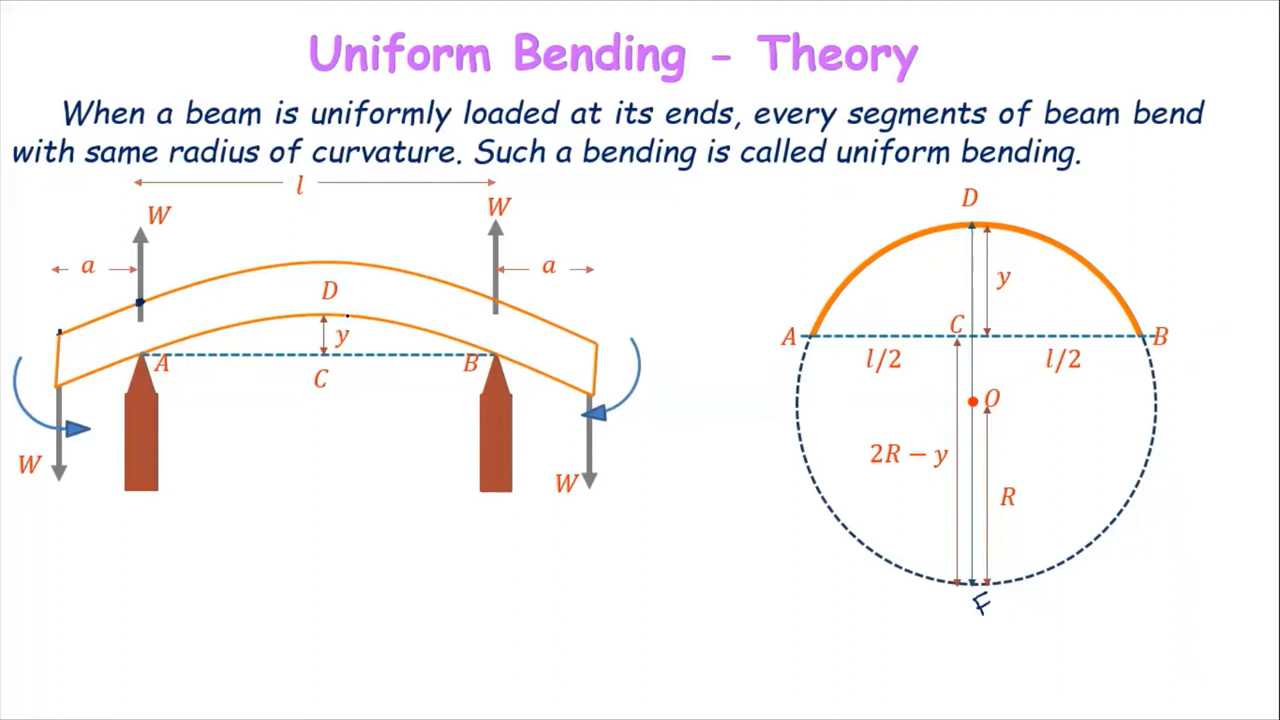 Uniform Bending - Theory
When a beam is uniformly loaded at its ends, every segments of beam bend
with same radius of curvature. Such a bending is called uniform bending.
l
W
W
a
a
D
y
A
B
C
W
W
D
y
A
C
B
l/2
l/2
O
2R − y
R
F